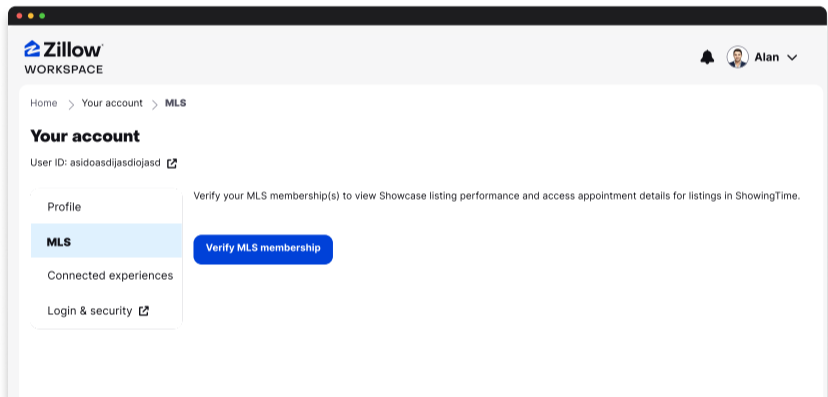 Zillow
WORKSPACE
Alan
Home > Your account > MLS
Your account
User ID: asidoasdijasdiojasd
Profile
Verify your MLS membership(s) to view Showcase listing performance and access appointment details for listings in ShowingTime.
MLS
Verify MLS membership
Connected experiences
Login & security